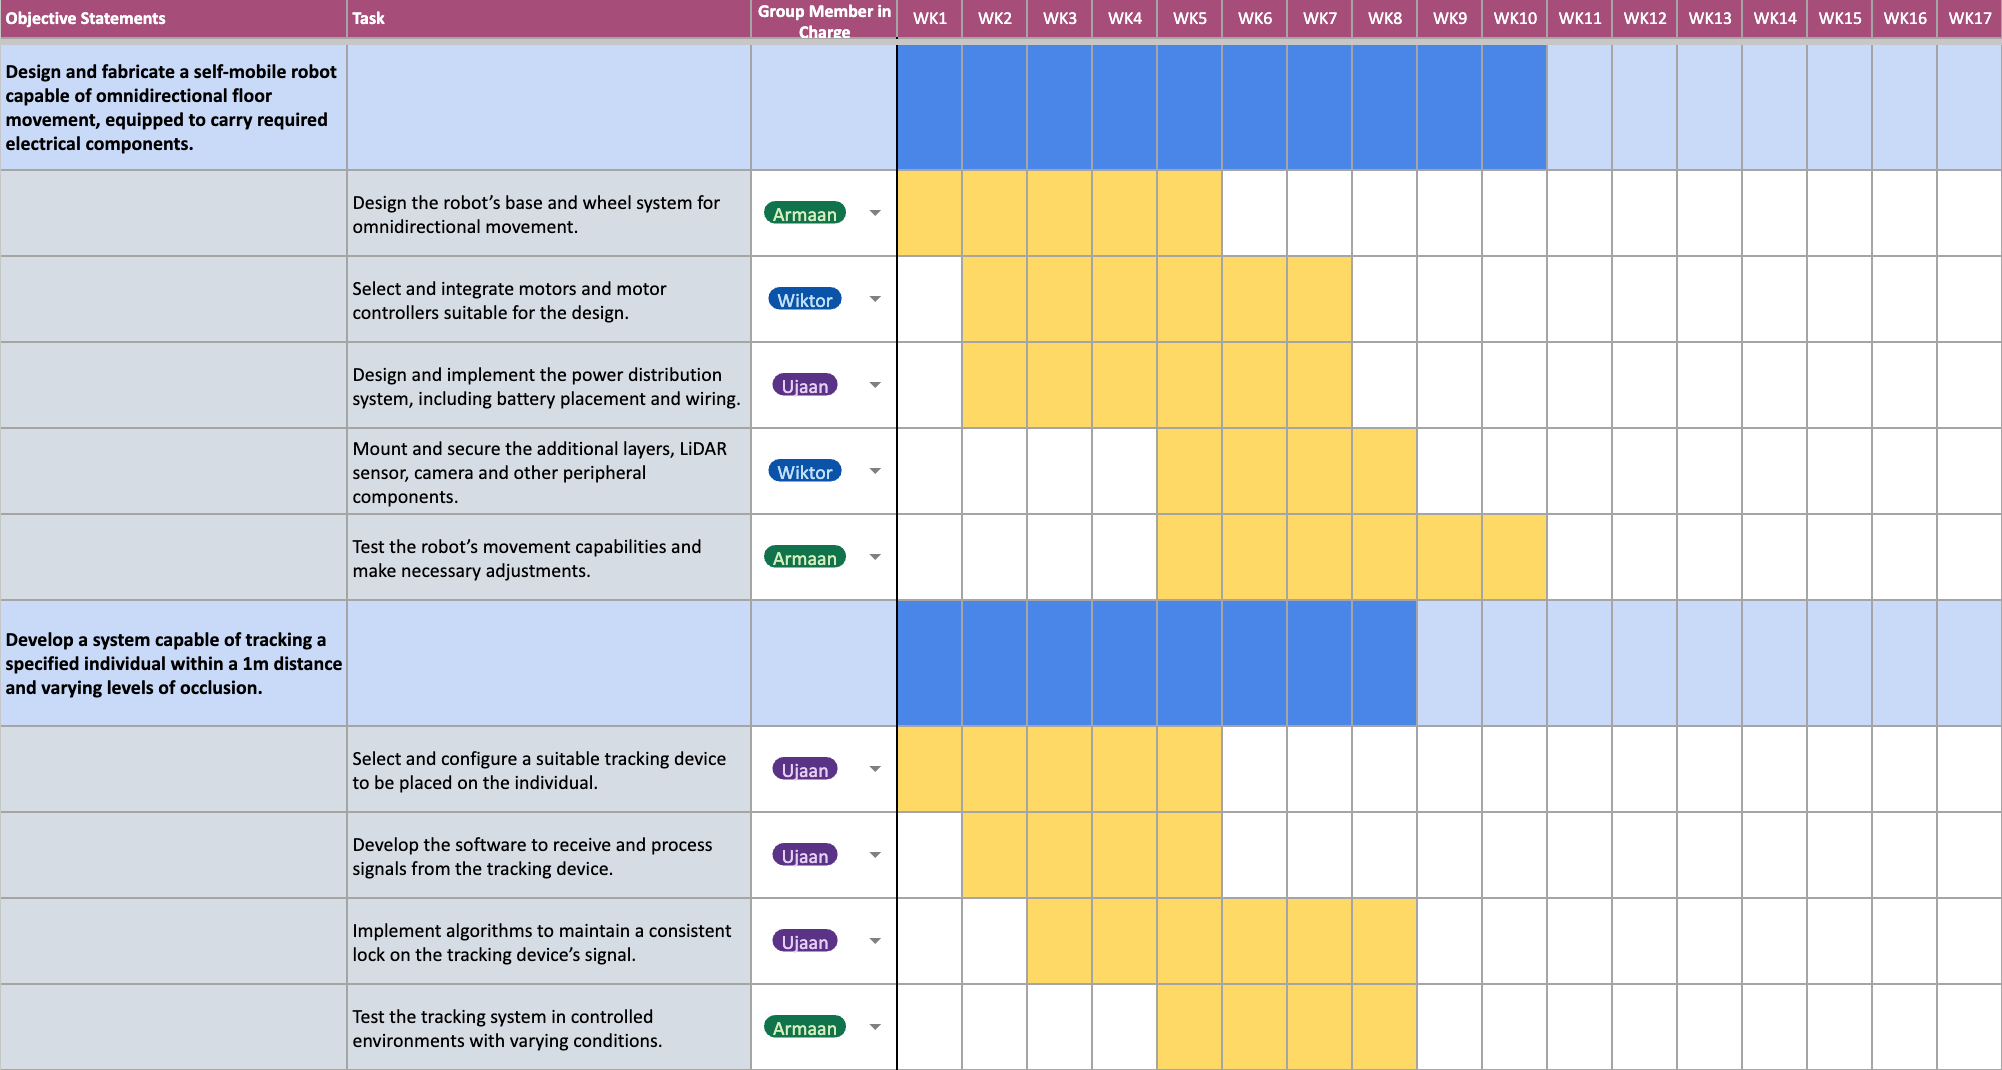 Objective Statements
Task
Group Member in
Charge
WK1
WK2
WK3
WK4
WK5
WK6
WK7
WK8
WK9
WK10
WK11
WK12
WK13
WK14
WK15
WK16
WK17
Design and fabricate a self-mobile robot
capable of omnidirectional floor
movement, equipped to carry required
electrical components.
Design the robot’s base and wheel system for
omnidirectional movement.
Armaan
Select and integrate motors and motor
controllers suitable for the design.
Wiktor
Design and implement the power distribution
system, including battery placement and wiring.
Ujaan
Mount and secure the additional layers, LiDAR
sensor, camera and other peripheral
components.
Wiktor
Test the robot’s movement capabilities and
make necessary adjustments.
Armaan
Develop a system capable of tracking a
specified individual within a 1m distance
and varying levels of occlusion.
Select and configure a suitable tracking device
to be placed on the individual.
Ujaan
Develop the software to receive and process
signals from the tracking device.
Ujaan
Implement algorithms to maintain a consistent
lock on the tracking device’s signal.
Ujaan
Test the tracking system in controlled
environments with varying conditions.
Armaan